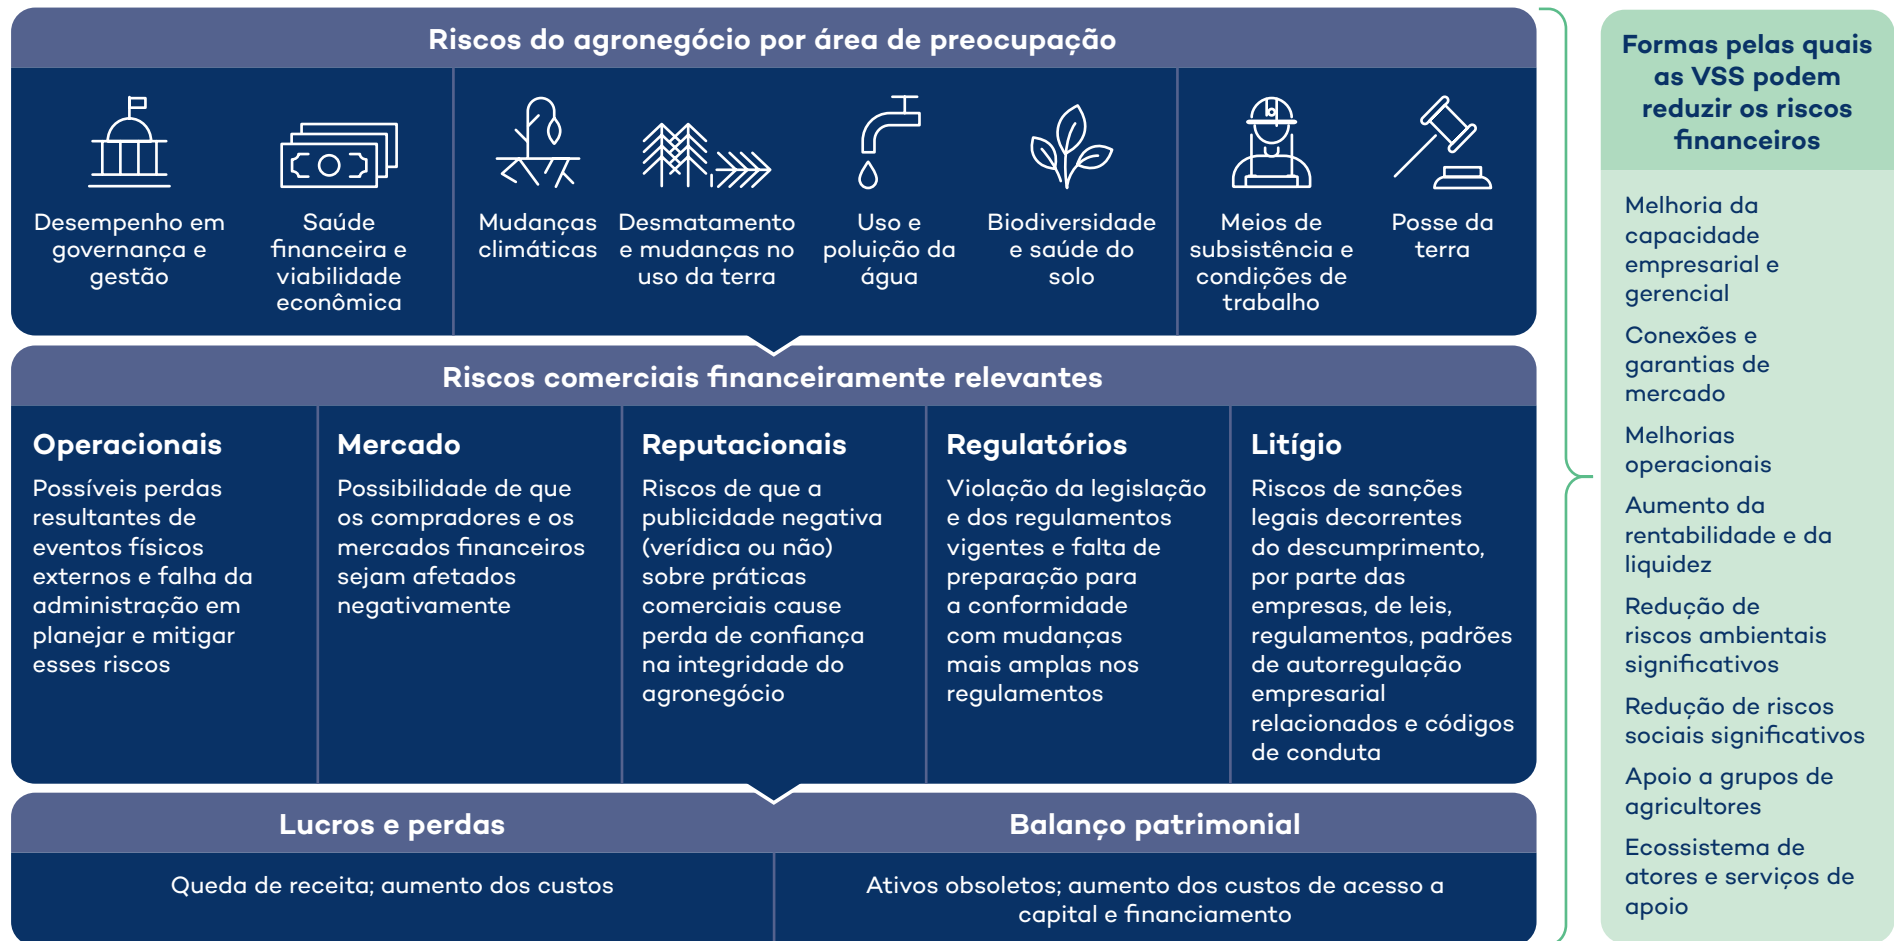 Riscos do agronegócio por área de preocupação
Desempenho em
governança e
gestão
Saúde
financeira e
viabilidade
econômica
Mudanças
climáticas
Desmatamento
e mudanças no
uso da terra
Uso e
poluição da
água
Biodiversidade
e saúde do
solo
Meios de
subsistência e
condições de
trabalho
Posse da
terra
Riscos comerciais financeiramente relevantes
Operacionais
Possíveis perdas
resultantes de
eventos físicos
externos e falha da
administração em
planejar e mitigar
esses riscos
Mercado
Possibilidade de que
os compradores e os
mercados financeiros
sejam afetados
negativamente
Reputacionais
Riscos de que a
publicidade negativa
(verídica ou não)
sobre práticas
comerciais cause
perda de confiança
na integridade do
agronegócio
Regulatórios
Violação da legislação
e dos regulamentos
vigentes e falta de
preparação para
a conformidade
com mudanças
mais amplas nos
regulamentos
Litígio
Riscos de sanções
legais decorrentes
do descumprimento,
por parte das
empresas, de leis,
regulamentos, padrões
de autorregulação
empresarial
relacionados e códigos
de conduta
Lucros e perdas
Queda de receita; aumento dos custos
Balanço patrimonial
Ativos obsoletos; aumento dos custos de acesso a
capital e financiamento
Formas pelas quais
as VSS podem
reduzir os riscos
financeiros
Melhoria da
capacidade
empresarial e
gerencial
Conexões e
garantias de
mercado
Melhorias
operacionais
Aumento da
rentabilidade e da
liquidez
Redução de
riscos ambientais
significativos
Redução de riscos
sociais significativos
Apoio a grupos de
agricultores
Ecossistema de
atores e serviços de
apoio